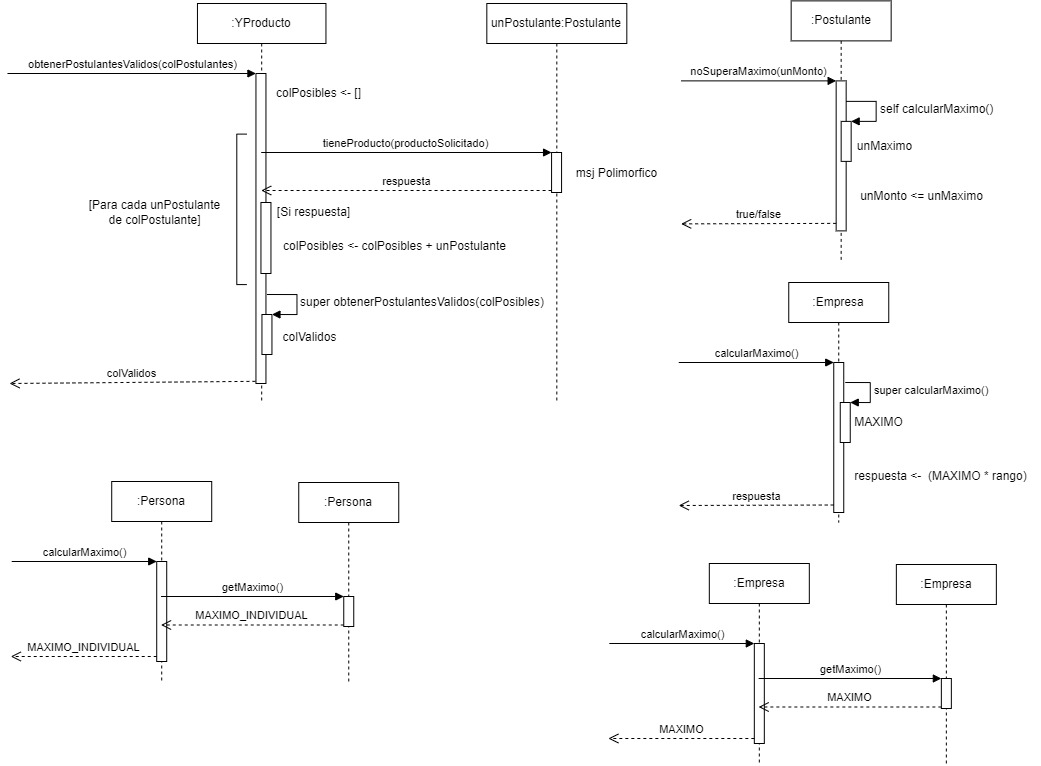 :YProducto
unPostulante:Postulante
obtenerPostulantesValidos(colPostulantes)
colPosibles <- []
tieneProducto(productoSolicitado)
msj Polimorfico
respuesta
[Para cada unPostulante
de colPostulante]
[Si respuesta]
colPosibles <- colPosibles + unPostulante
super obtenerPostulantesValidos(colPosibles)
colValidos
colValidos
:Postulante
noSuperaMaximo(unMonto)
self calcularMaximo()
unMaximo
unMonto <= unMaximo
true/false
:Empresa
calcularMaximo()
super calcularMaximo()
MAXIMO
respuesta <- (MAXIMO * rango)
respuesta
:Persona
:Persona
calcularMaximo()
getMaximo()
MAXIMO_INDIVIDUAL
MAXIMO_INDIVIDUAL
:Empresa
:Empresa
calcularMaximo()
getMaximo()
MAXIMO
MAXIMO